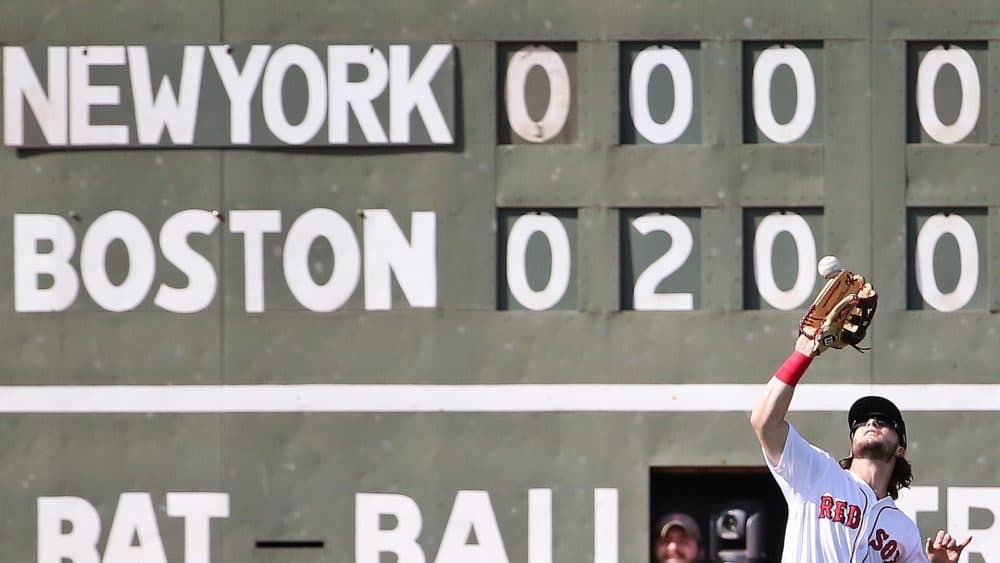 NEW YORK 0 0 0 0
BOSTON 0 2 0 0
BAT BALL
RED SOX